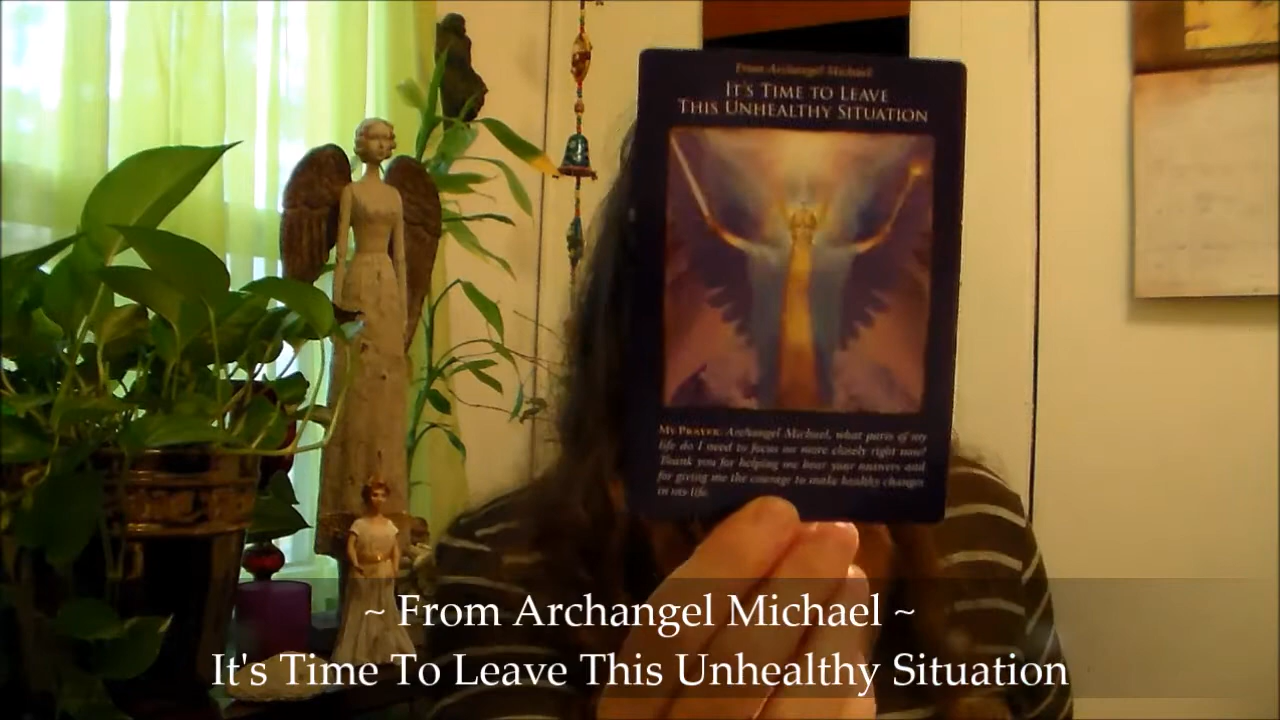 From Archangel Michael
IT'S TIME TO LEAVE
THIS UNHEALTHY SITUATION
MY PRAYER: Archangel Michael, what parts of my
life do I need to focus on more closely right now?
Thank you for helping me hear your answers and
for giving me the courage to make healthy changes
in my life.
~ From Archangel Michael ~
It's Time To Leave This Unhealthy Situation